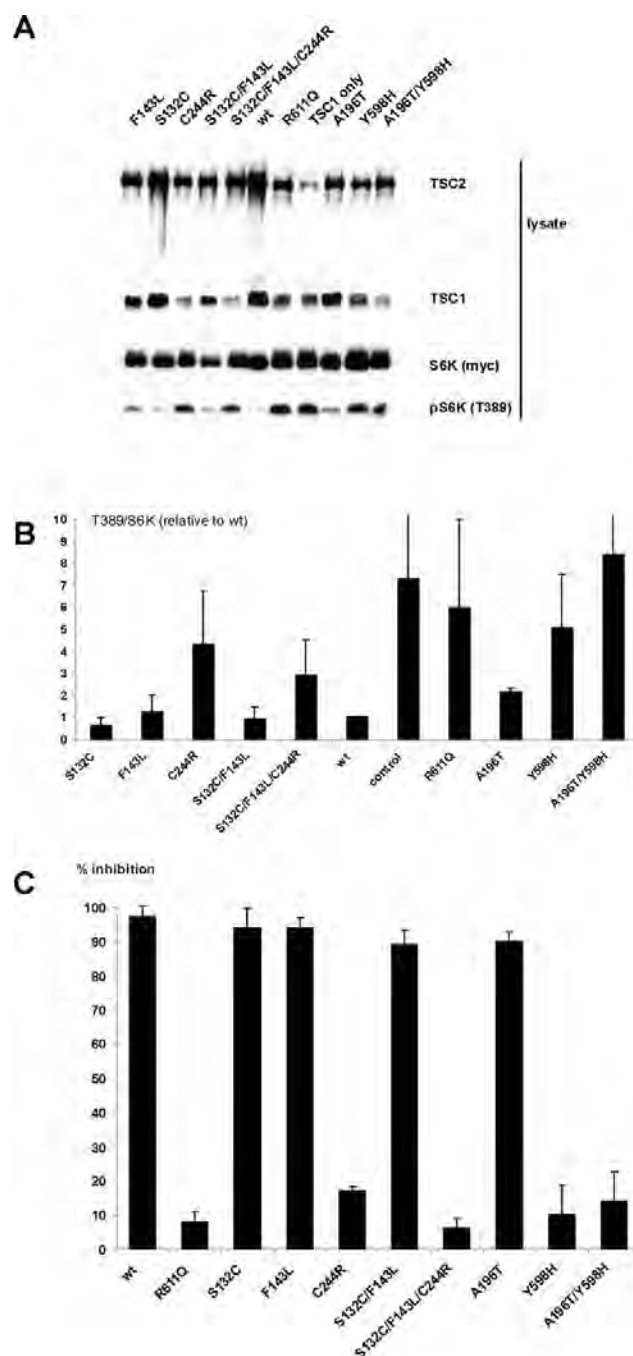 A
F143L
S132C
C244R
S132C/F143L
S132C/F143L/C244R
wt
R611Q
TSC1 only
A196T
Y598H
A196T/Y598H
TSC2
lysate
TSC1
S6K (myc)
pS6K (T389)
B
T389/S6K (relative to wt)
10
9
8
7
6
5
4
3
2
1
0
S132C
F143L
C244R
S132C/F143L
S132C/F143L/C244R
wt
control
R611Q
A196T
Y598H
A196T/Y598H
C
% inhibition
100
90
80
70
60
50
40
30
20
10
0
wt
R611Q
S132C
F143L
C244R
S132C/F143L
S132C/F143L/C244R
A196T
Y598H
A196T/Y598H